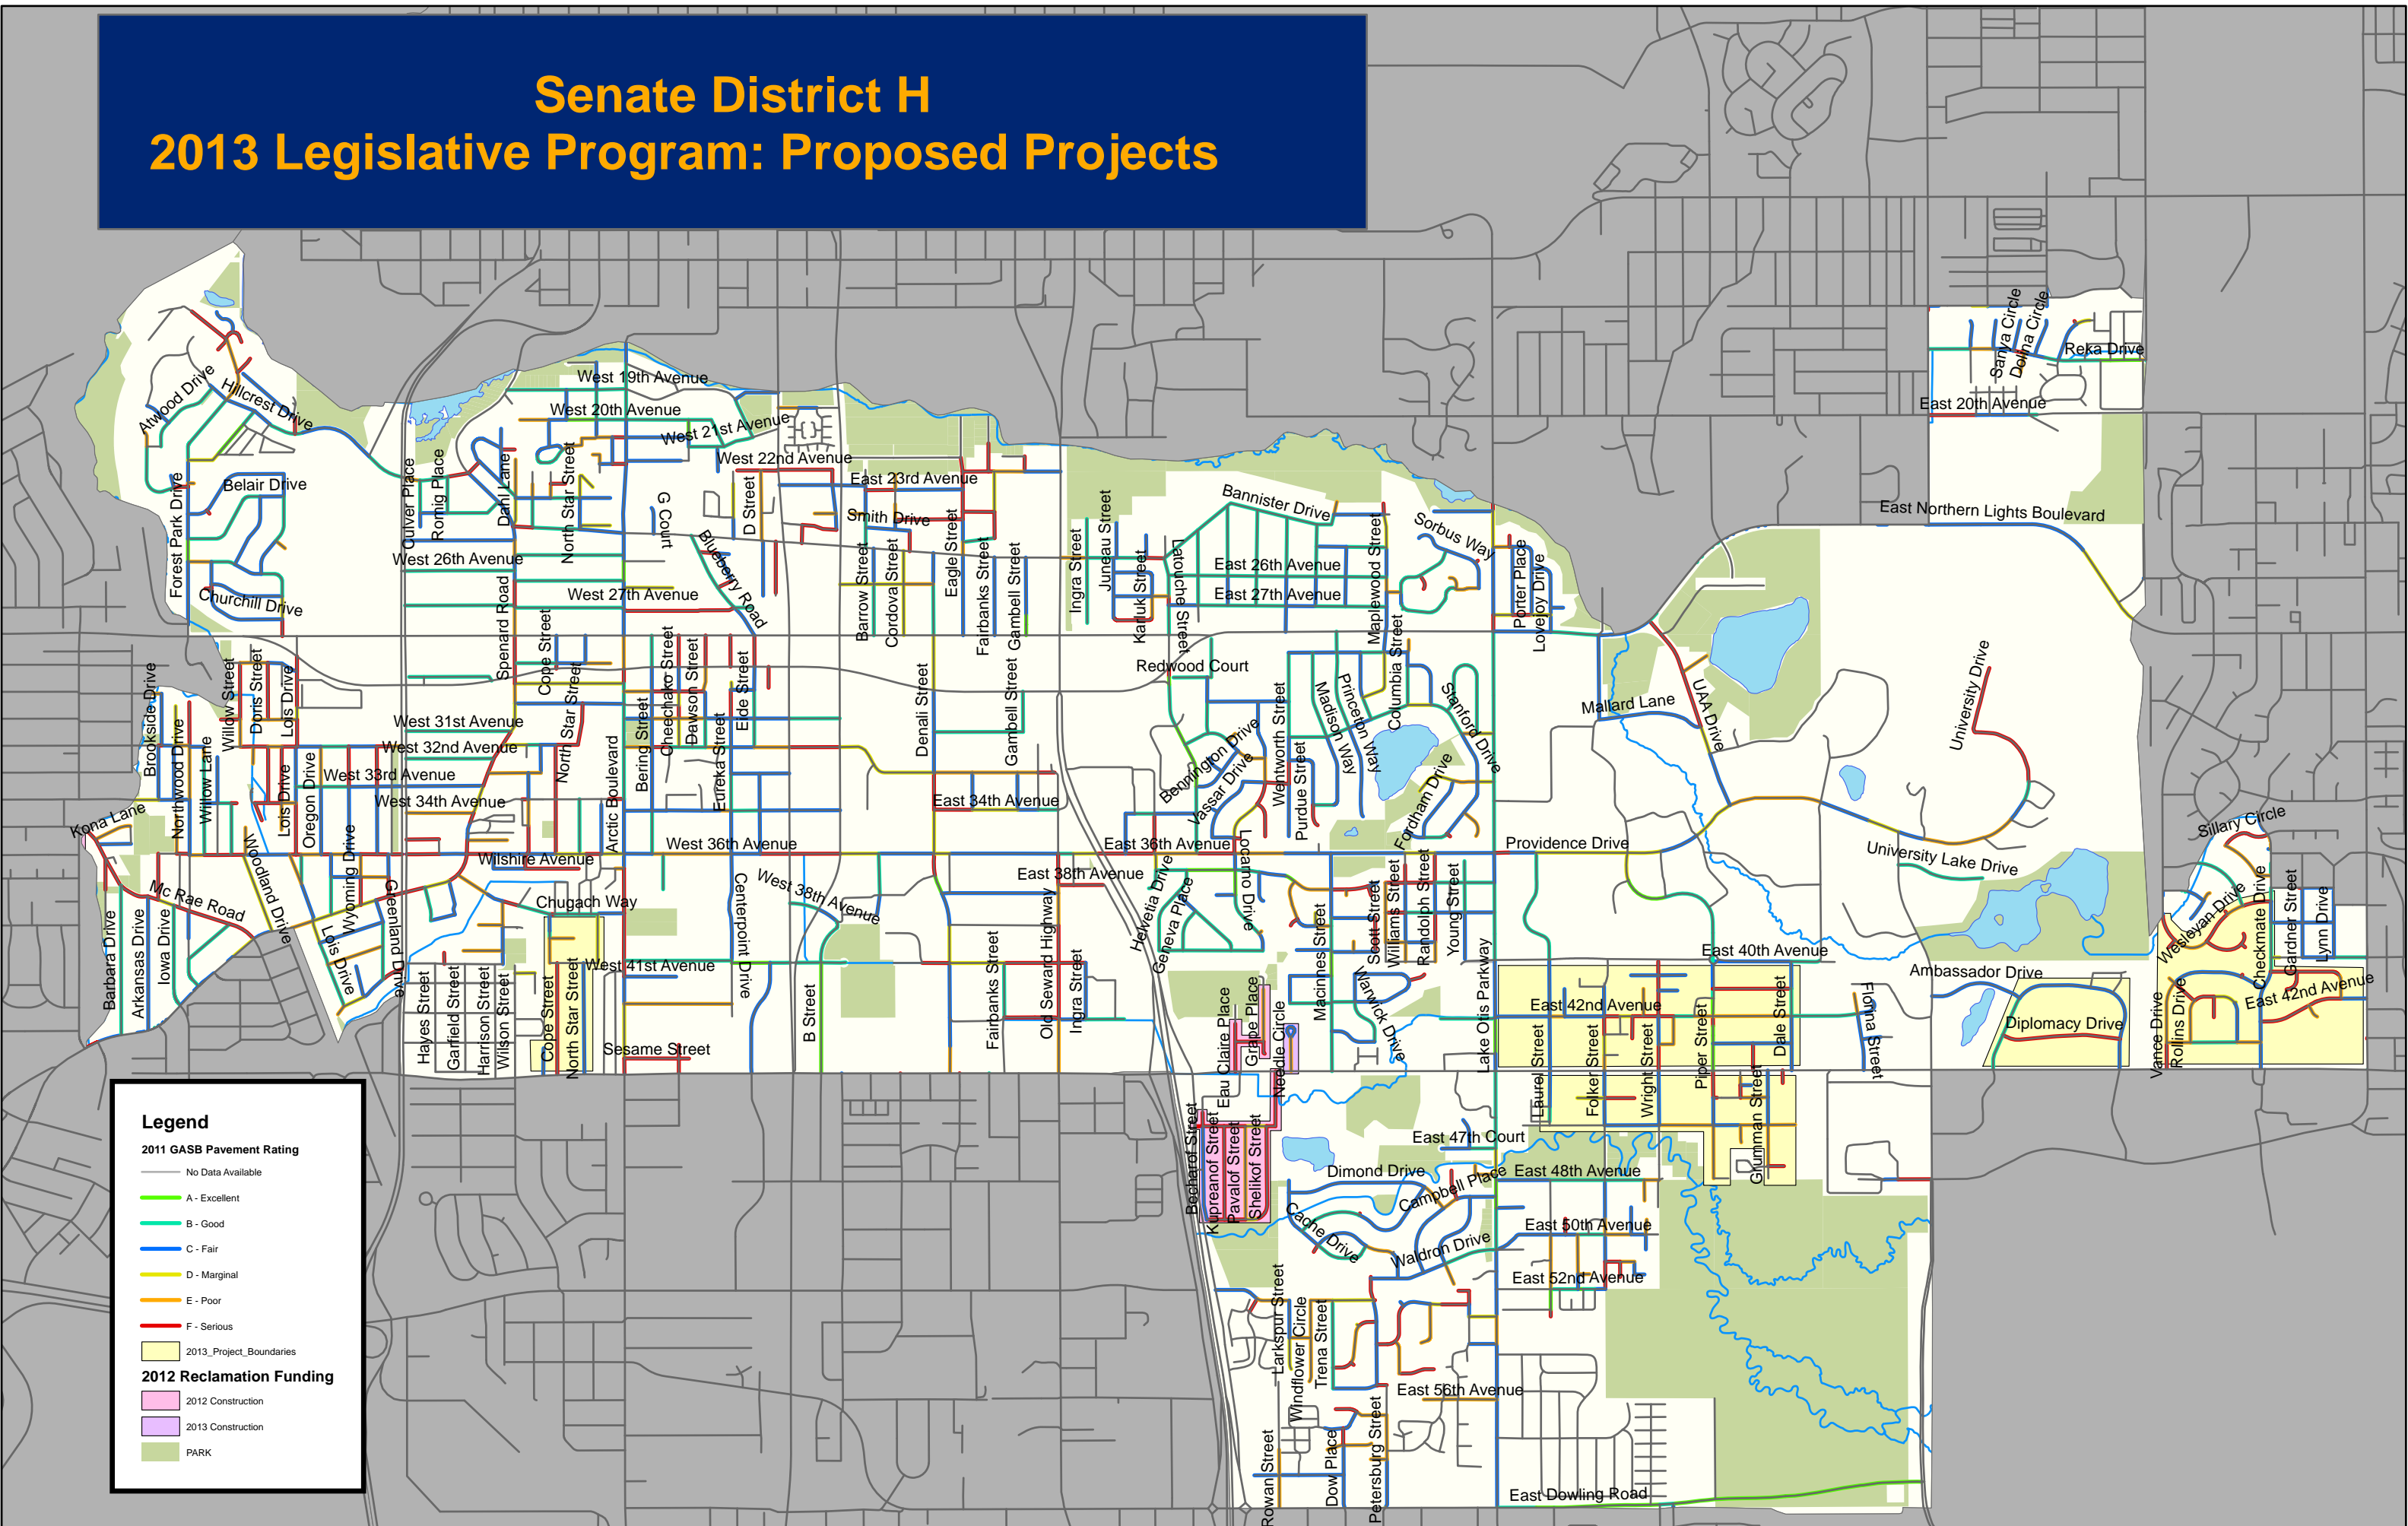 Senate District H
2013 Legislative Program: Proposed Projects
Sanya Circle
Dolina Circle
Reka Drive
East 20th Avenue
West 19th Avenue
West 20th Avenue
West 21st Avenue
Atwood Drive
Hillcrest Drive
West 22nd Avenue
East 23rd Avenue
Smith Drive
Belair Drive
Forest Park Drive
Churchill Drive
Culver Place
Romig Place
Dahl Lane
North Star Street
G Court
D Street
Blueberry Road
West 26th Avenue
West 27th Avenue
Spenard Road
Barrow Street
Cordova Street
Eagle Street
Fairbanks Street
Gambell Street
Ingra Street
Juneau Street
Karluk Street
Latouche Street
Bannister Drive
East 26th Avenue
East 27th Avenue
Maplewood Street
Sorbus Way
Porter Place
Lovejoy Drive
East Northern Lights Boulevard
Brookside Drive
Northwood Drive
Willow Lane
Willow Street
Doris Street
Lois Drive
Lois Drive
Oregon Drive
West 31st Avenue
West 32nd Avenue
West 33rd Avenue
West 34th Avenue
Cope Street
North Star Street
Arctic Boulevard
Bering Street
Cheechako Street
Dawson Street
Eureka Street
Eide Street
Denali Street
Gambell Street
East 34th Avenue
Redwood Court
Bennington Drive
Vassar Drive
Wentworth Street
Purdue Street
Madison Way
Princeton Way
Columbia Street
Stanford Drive
Fordham Drive
Mallard Lane
UAA Drive
University Drive
Kona Lane
Mc Rae Road
Woodland Drive
Wyoming Drive
Greenland Drive
Wilshire Avenue
Chugach Way
West 36th Avenue
East 36th Avenue
Locarno Drive
Providence Drive
University Lake Drive
Sillary Circle
Barbara Drive
Arkansas Drive
Iowa Drive
Lois Drive
Hayes Street
Garfield Street
Harrison Street
Wilson Street
Cope Street
North Star Street
West 41st Avenue
Sesame Street
Centerpoint Drive
West 38th Avenue
B Street
East 38th Avenue
Fairbanks Street
Old Seward Highway
Ingra Street
Helvetia Drive
Geneva Place
Macinnes Street
Scott Street
Williams Street
Randolph Street
Young Street
Warwick Drive
Lake Otis Parkway
East 40th Avenue
East 42nd Avenue
Laurel Street
Folker Street
Wright Street
Piper Street
Dale Street
Grumman Street
Florina Street
Ambassador Drive
Diplomacy Drive
Wesleyan Drive
Checkmate Drive
Gardner Street
Lynn Drive
East 42nd Avenue
Vance Drive
Rollins Drive
Eau Claire Place
Grape Place
Needle Circle
Becharof Street
Kupreanof Street
Pavalof Street
Shelikof Street
East 47th Court
Dimond Drive
Campbell Place
East 48th Avenue
Cache Drive
Waldron Drive
East 50th Avenue
East 52nd Avenue
Larkspur Street
Windflower Circle
Trena Street
East 56th Avenue
Rowan Street
Dow Place
Petersburg Street
East Dowling Road
Legend
2011 GASB Pavement Rating
No Data Available
A - Excellent
B - Good
C - Fair
D - Marginal
E - Poor
F - Serious
2013_Project_Boundaries
2012 Reclamation Funding
2012 Construction
2013 Construction
PARK